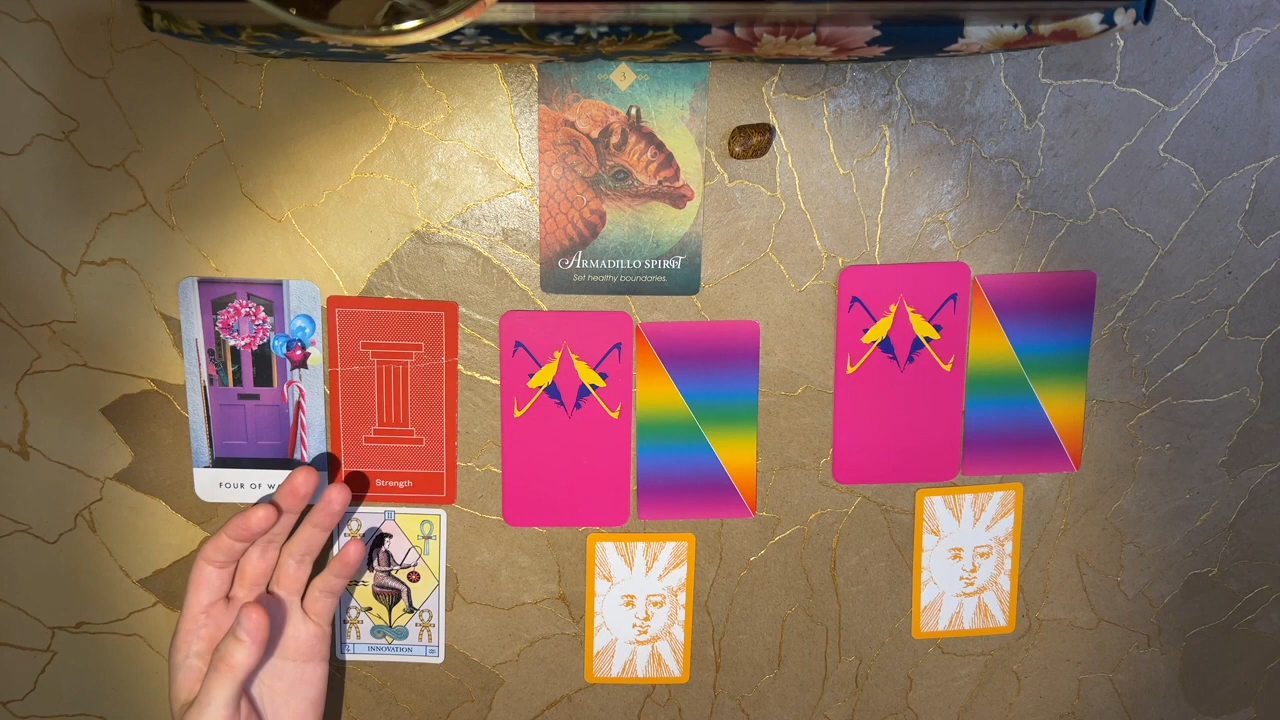 3
ARMADILLO SPIRIT
Set healthy boundaries.
FOUR OF
Strength
II
INNOVATION